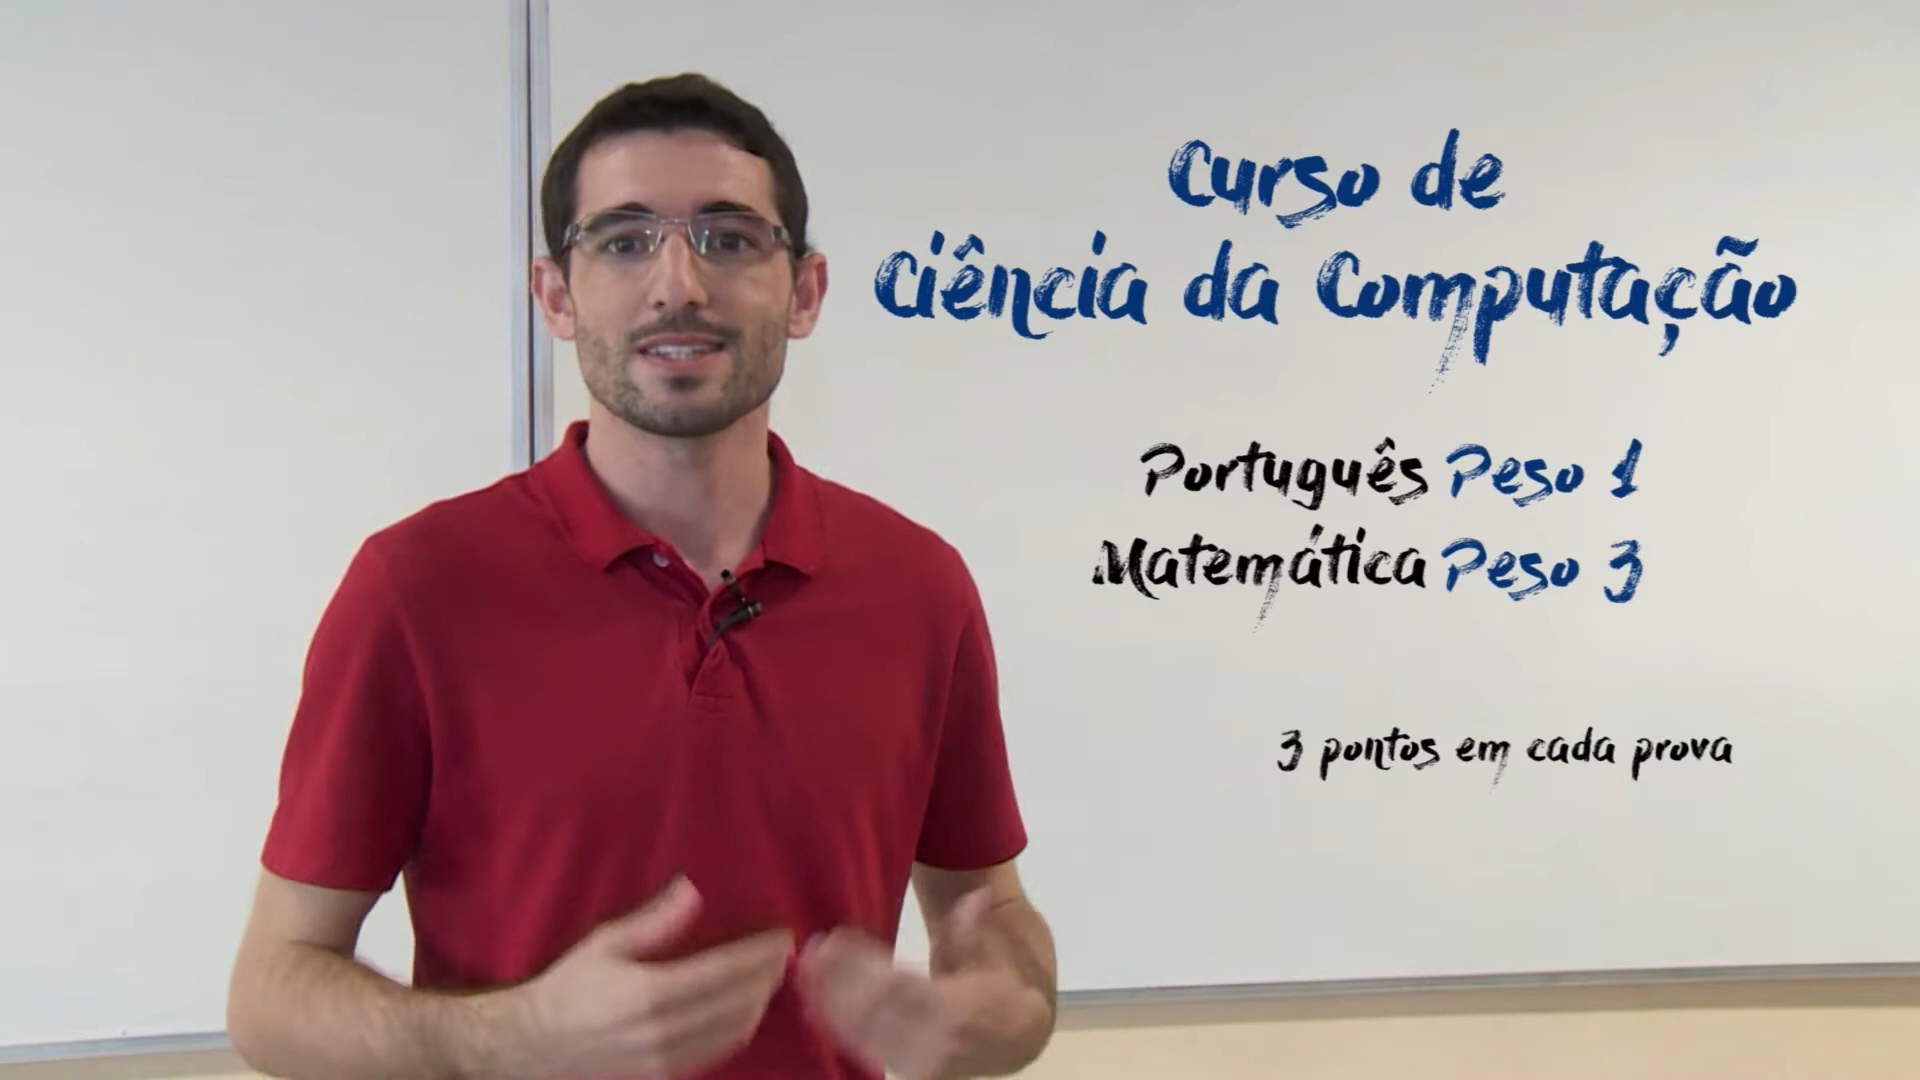 Curso de
Ciência da Computação
Português Peso 1
Matemática Peso 3
3 pontos em cada prova